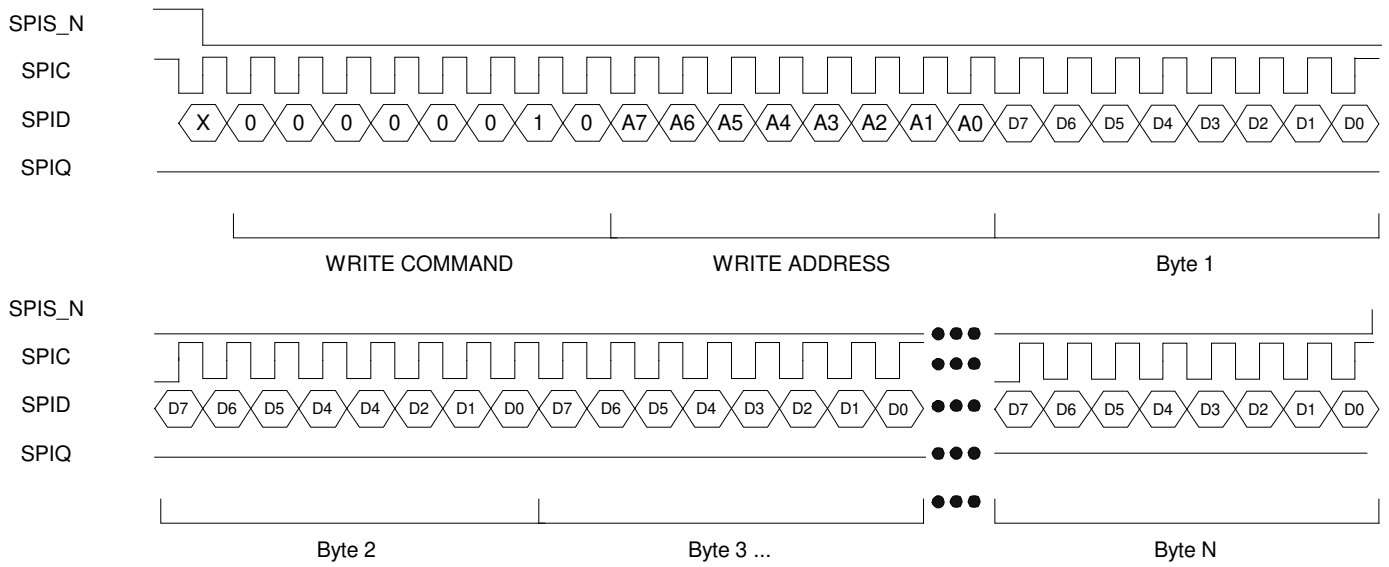 SPIS_N
SPIC
SPID X 0 0 0 0 0 0 1 0 A7 A6 A5 A4 A3 A2 A1 A0 D7 D6 D5 D4 D3 D2 D1 D0
SPIQ
WRITE COMMAND WRITE ADDRESS Byte 1
SPIS_N
SPIC
SPID D7 D6 D5 D4 D4 D2 D1 D0 D7 D6 D5 D4 D3 D2 D1 D0 D7 D6 D5 D4 D3 D2 D1 D0
SPIQ
Byte 2 Byte 3 ... Byte N